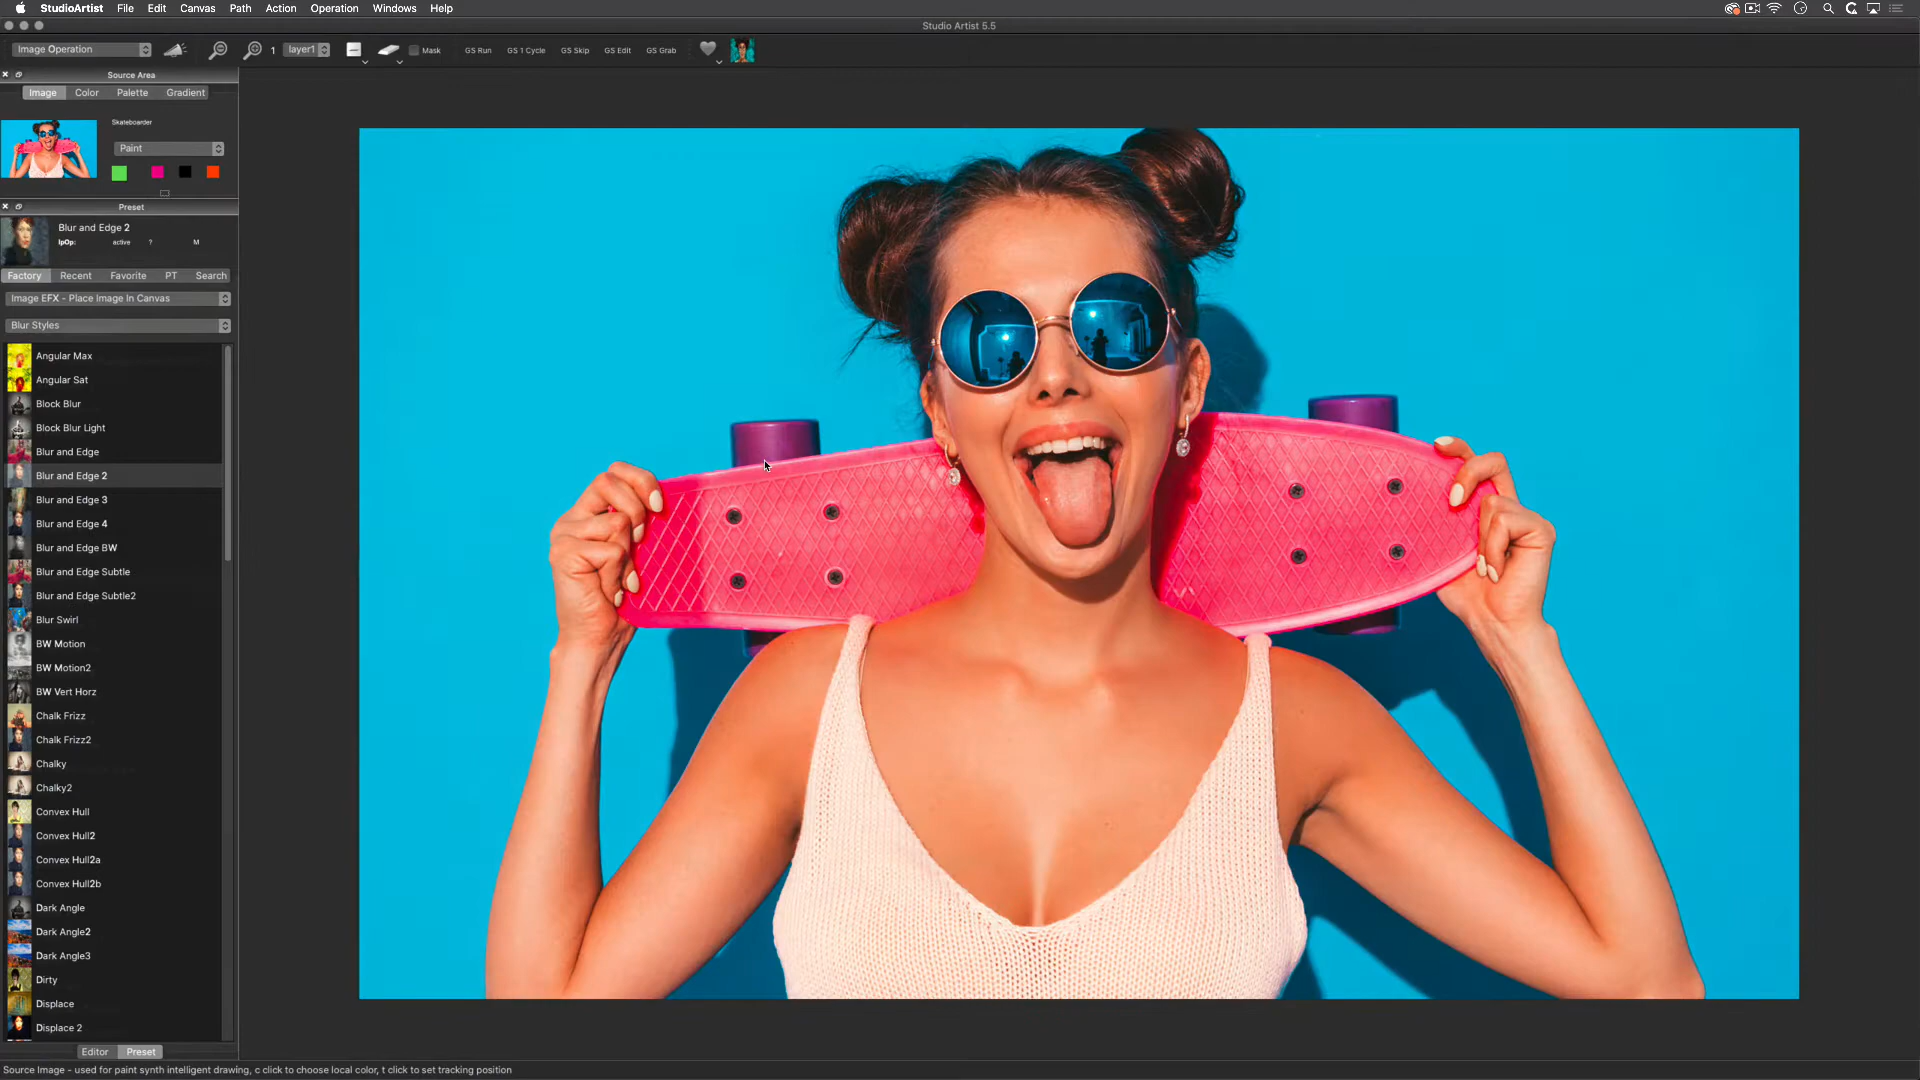 StudioArtist File Edit Canvas Path Action Operation Windows Help
Studio Artist 5.5
Image Operation 1 layer1 Mask GS Run GS 1 Cycle GS Skip GS Edit GS Grab
Source Area
Image Color Palette Gradient
Skateboarder
Paint
Preset
Blur and Edge 2
IpOp: active ? M
Factory Recent Favorite PT Search
Image EFX - Place Image In Canvas
Blur Styles
Angular Max
Angular Sat
Block Blur
Block Blur Light
Blur and Edge
Blur and Edge 2
Blur and Edge 3
Blur and Edge 4
Blur and Edge BW
Blur and Edge Subtle
Blur and Edge Subtle2
Blur Swirl
BW Motion
BW Motion2
BW Vert Horz
Chalk Frizz
Chalk Frizz2
Chalky
Chalky2
Convex Hull
Convex Hull2
Convex Hull2a
Convex Hull2b
Dark Angle
Dark Angle2
Dark Angle3
Dirty
Displace
Displace 2
Editor Preset
Source Image - used for paint synth intelligent drawing, c click to choose local color, t click to set tracking position